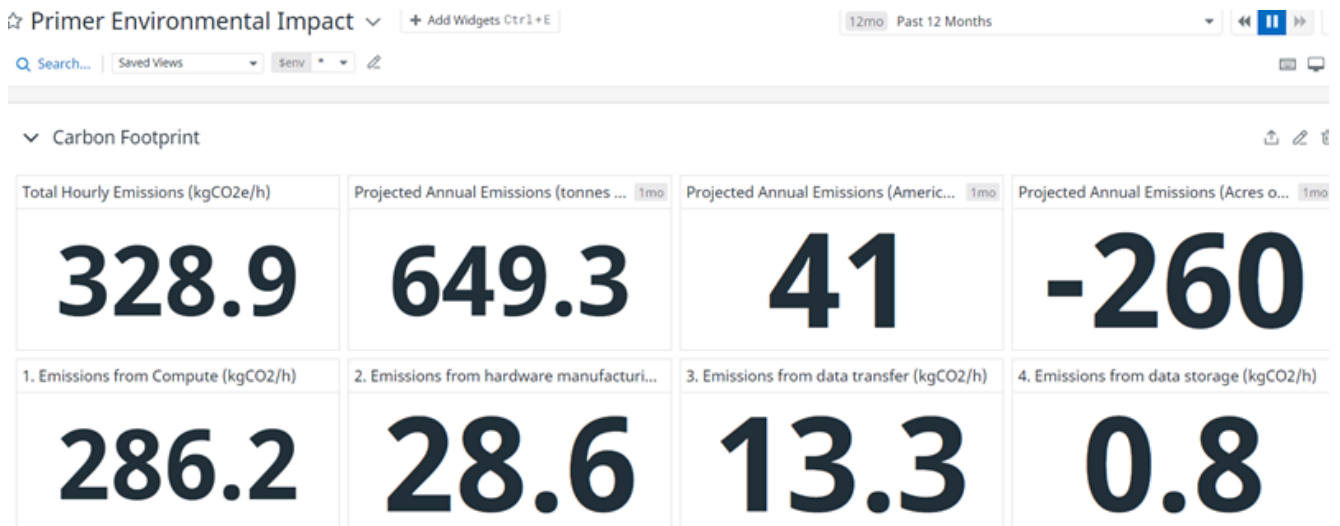 Primer Environmental Impact
+ Add Widgets Ctrl+E
12mo Past 12 Months
Search...
Saved Views
$env *
Carbon Footprint
Total Hourly Emissions (kgCO2e/h)
328.9
Projected Annual Emissions (tonnes ... 1mo
649.3
Projected Annual Emissions (Americ... 1mo
41
Projected Annual Emissions (Acres o... 1mo
-260
1. Emissions from Compute (kgCO2/h)
286.2
2. Emissions from hardware manufacturi...
28.6
3. Emissions from data transfer (kgCO2/h)
13.3
4. Emissions from data storage (kgCO2/h)
0.8